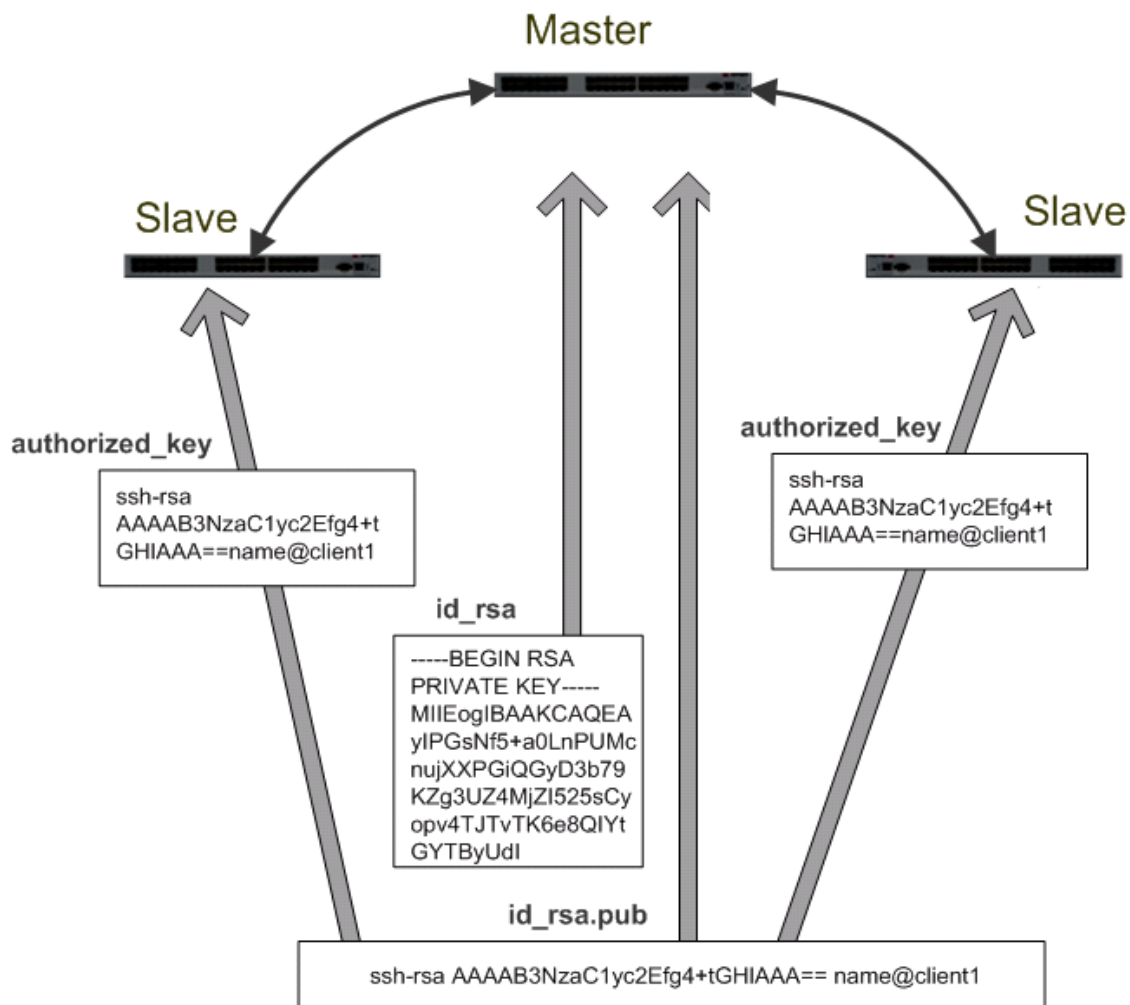 Master
Slave
Slave
authorized_key
ssh-rsa
AAAAB3NzaC1yc2Efg4+t
GHIAAA==name@client1
authorized_key
ssh-rsa
AAAAB3NzaC1yc2Efg4+t
GHIAAA==name@client1
id_rsa
-----BEGIN RSA
PRIVATE KEY-----
MIIEogIBAAKCAQEA
yIPGsNf5+a0LnPUMc
nujXXPGiQGyD3b79
KZg3UZ4MjZI525sCy
opv4TJTvTK6e8QIYt
GYTByUdI
id_rsa.pub
ssh-rsa AAAAB3NzaC1yc2Efg4+tGHIAAA== name@client1